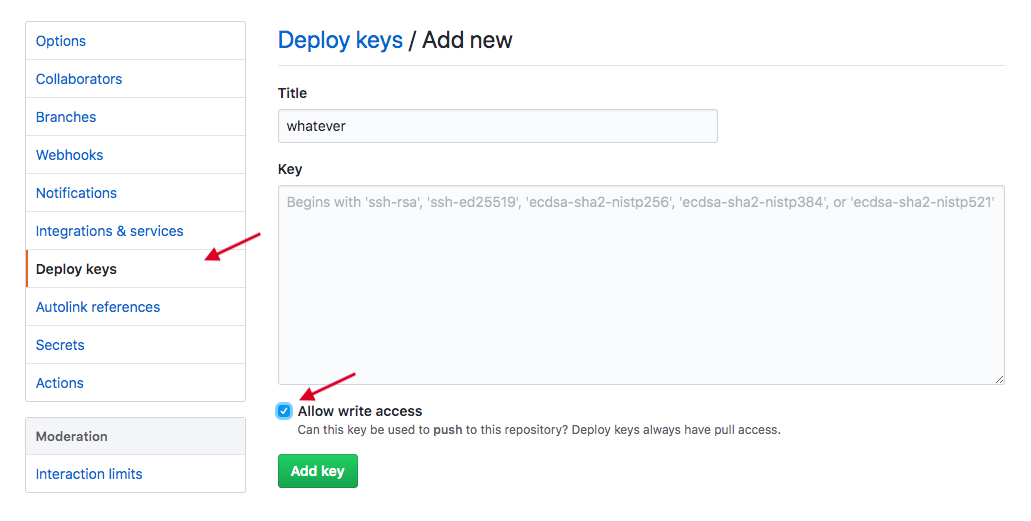 Options
Collaborators
Branches
Webhooks
Notifications
Integrations & services
Deploy keys
Autolink references
Secrets
Actions
Moderation
Interaction limits
Deploy keys / Add new
Title
whatever
Key
Begins with 'ssh-rsa', 'ssh-ed25519', 'ecdsa-sha2-nistp256', 'ecdsa-sha2-nistp384', or 'ecdsa-sha2-nistp521'
Allow write access
Can this key be used to push to this repository? Deploy keys always have pull access.
Add key